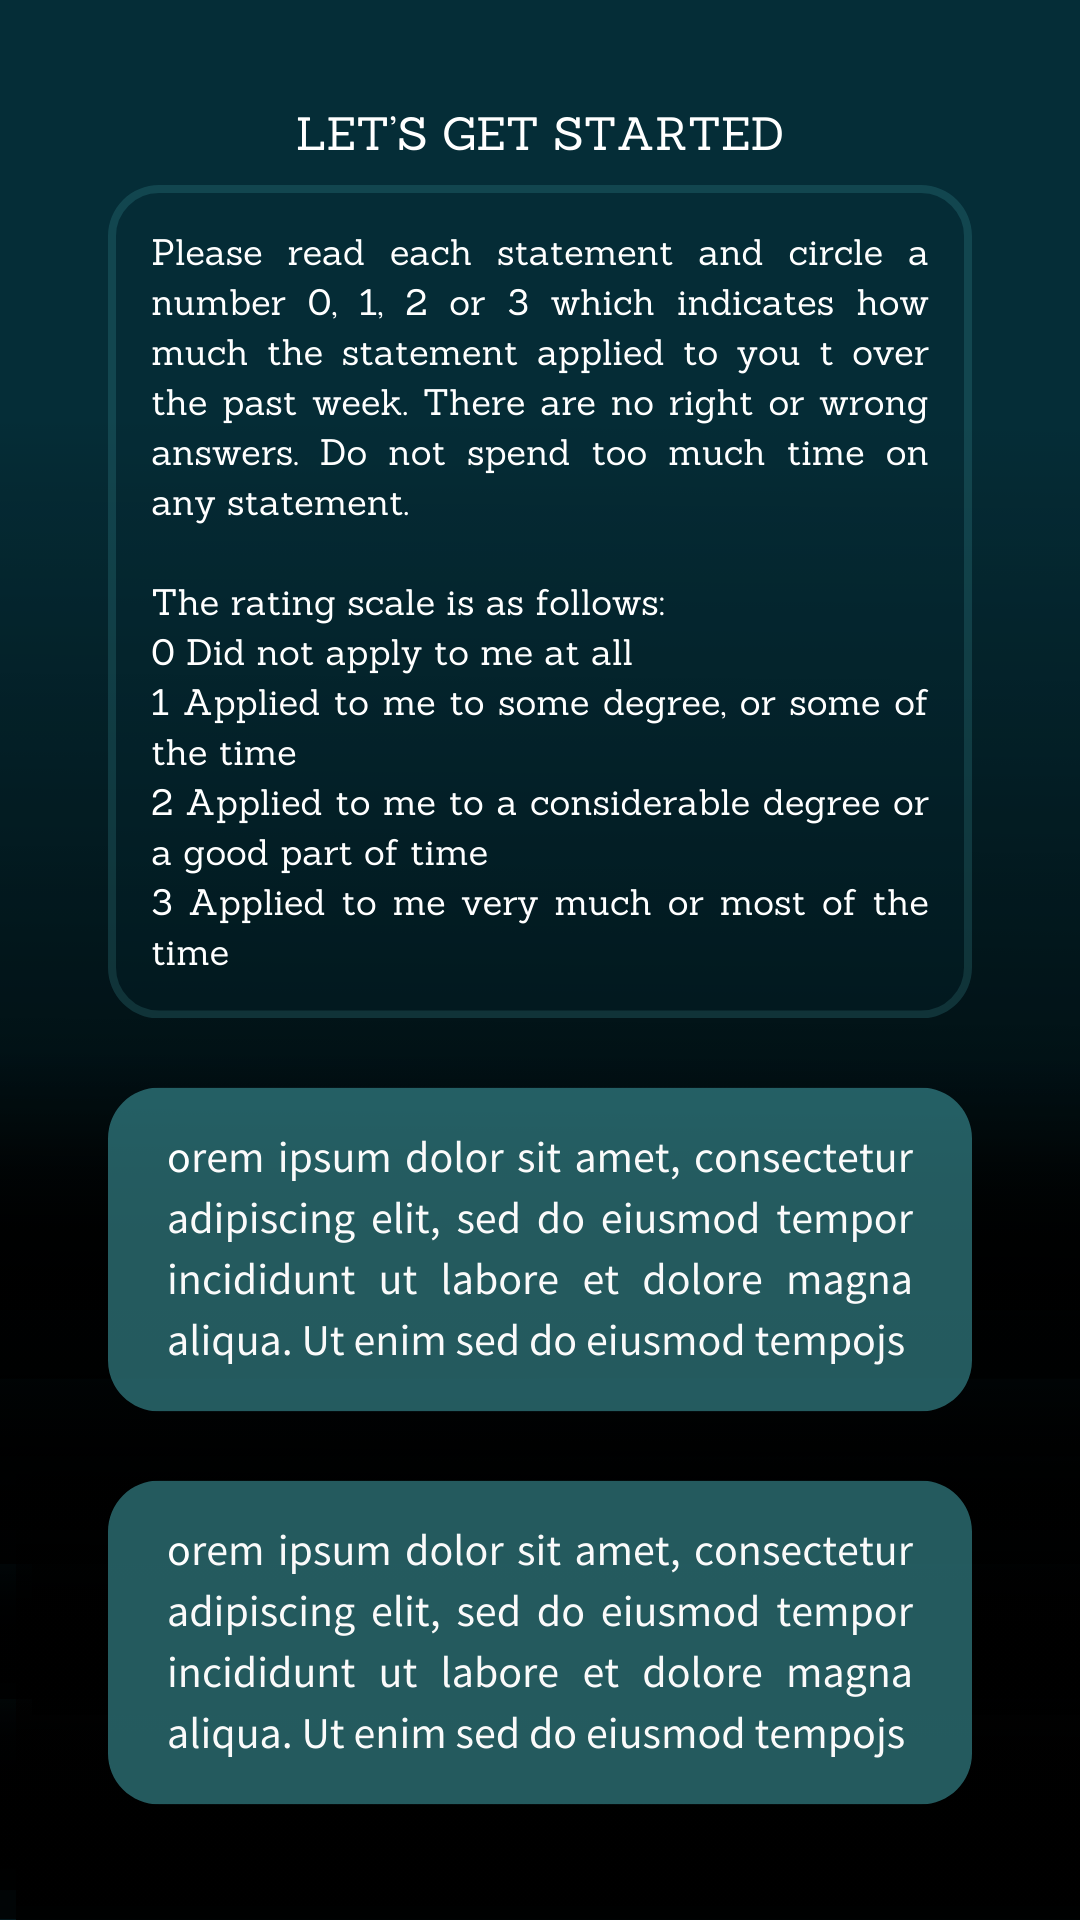 LET’S GET STARTED
Please read each statement and circle a
number 0, 1, 2 or 3 which indicates how
much the statement applied to you t over
the past week. There are no right or wrong
answers. Do not spend too much time on
any statement.
The rating scale is as follows:
0 Did not apply to me at all
1 Applied to me to some degree, or some of
the time
2 Applied to me to a considerable degree or
a good part of time
3 Applied to me very much or most of the
time
orem ipsum dolor sit amet, consectetur
adipiscing elit, sed do eiusmod tempor
incididunt ut labore et dolore magna
aliqua. Ut enim sed do eiusmod tempojs
orem ipsum dolor sit amet, consectetur
adipiscing elit, sed do eiusmod tempor
incididunt ut labore et dolore magna
aliqua. Ut enim sed do eiusmod tempojs